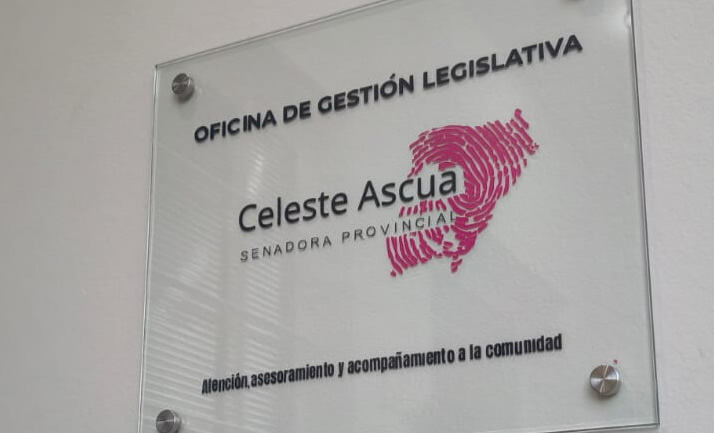 OFICINA DE GESTIÓN LEGISLATIVA
Celeste Ascua
SENADORA PROVINCIAL
Atención, asesoramiento y acompañamiento a la comunidad